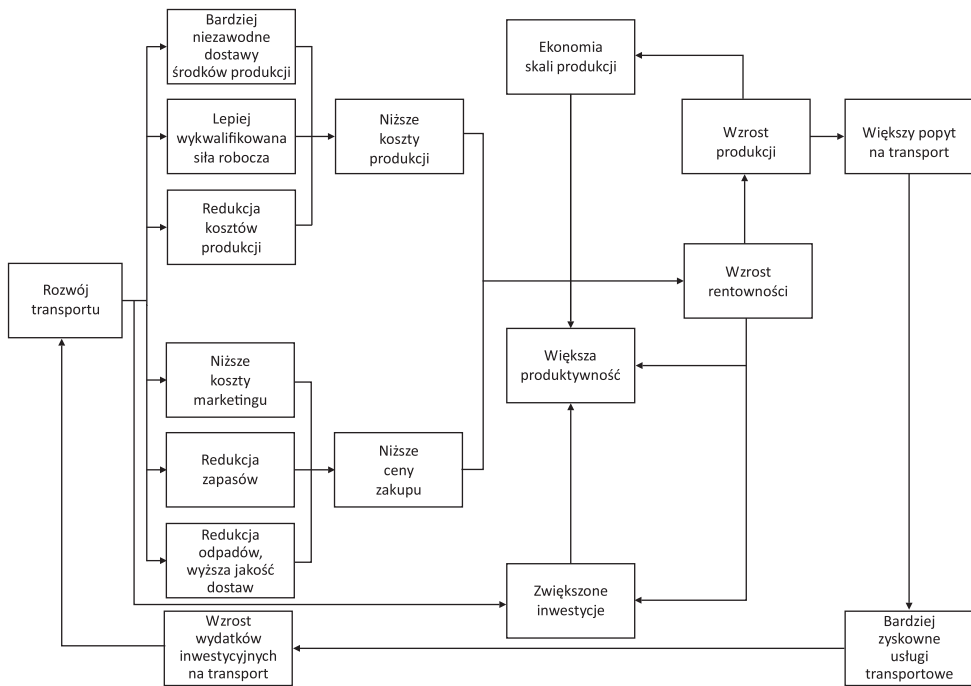 Bardziej
niezawodne
dostawy
środków produkcji
Lepiej
wykwalifikowana
siła robocza
Redukcja
kosztów
produkcji
Rozwój
transportu
Niższe
koszty
marketingu
Redukcja
zapasów
Redukcja
odpadów,
wyższa jakość
dostaw
Wzrost
wydatków
inwestycyjnych
na transport
Niższe
koszty
produkcji
Niższe
ceny
zakupu
Ekonomia
skali produkcji
Większa
produktywność
Zwiększone
inwestycje
Wzrost
produkcji
Wzrost
rentowności
Większy popyt
na transport
Bardziej
zyskowne
usługi
transportowe